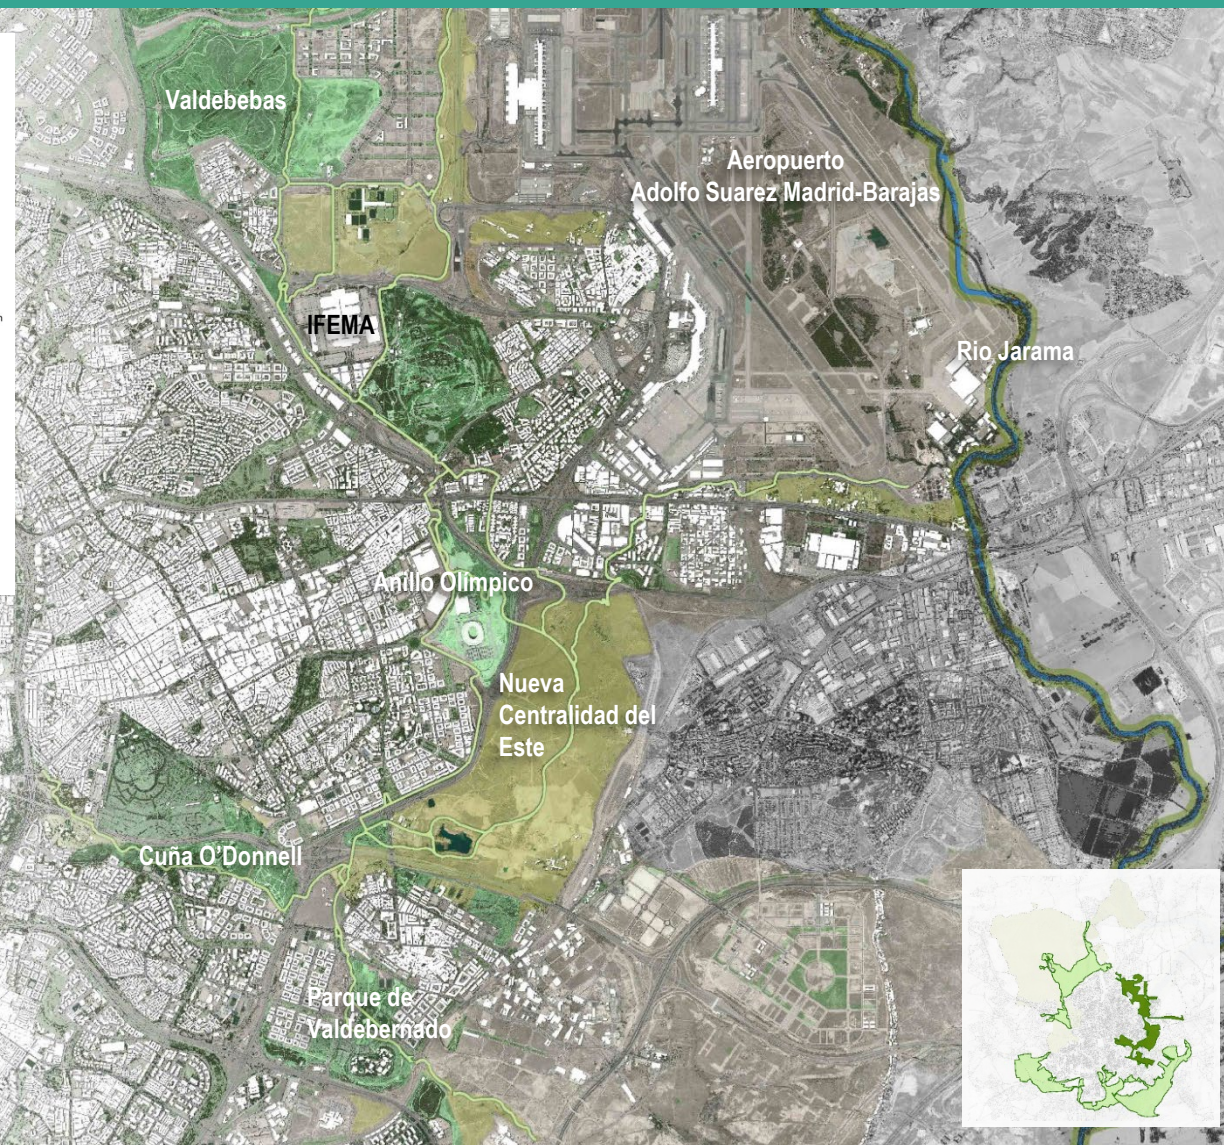 Valdebebas
Aeropuerto
Adolfo Suarez Madrid-Barajas
IFEMA
Rio Jarama
Anillo Olimpico
Nueva
Centralidad del
Este
Cuña O'Donnell
Parque de
Valdebernado